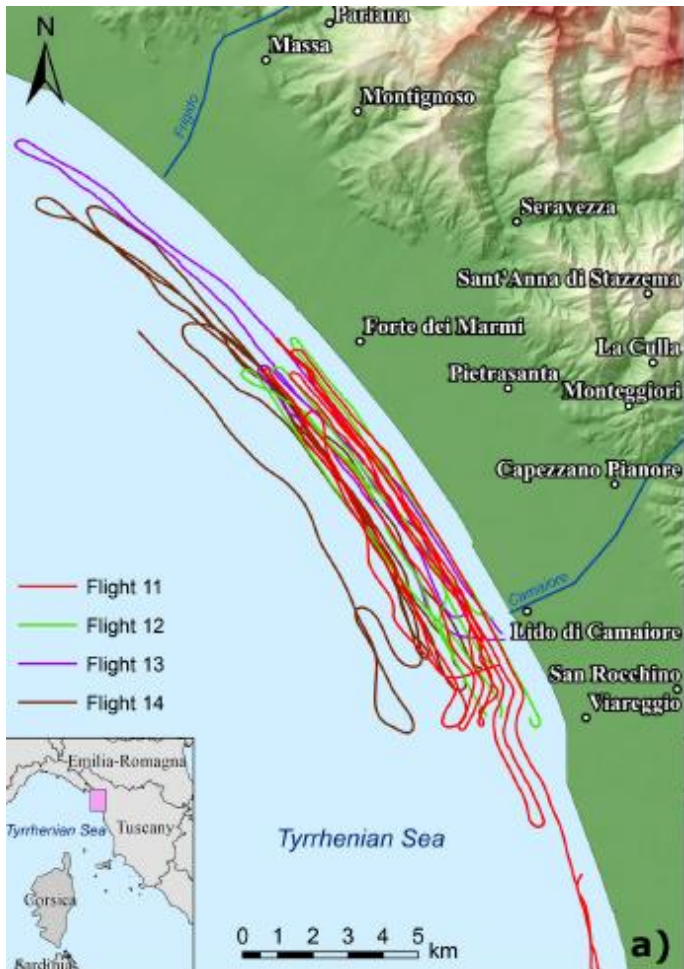 Pariana
N
Massa
Montignoso
Frigido
Seravezza
Sant'Anna di Stazzema
Forte dei Marmi
La Culla
Pietrasanta
Monteggiori
Capezzano Pianore
Flight 11
Camaiore
Flight 12
Lido di Camaiore
Flight 13
San Rocchino
Flight 14
Viareggio
Emilia-Romagna
Tyrrhenian Sea
Tuscany
Tyrrhenian Sea
Corsica
0 1 2 3 4 5
km
a)
Sardinias